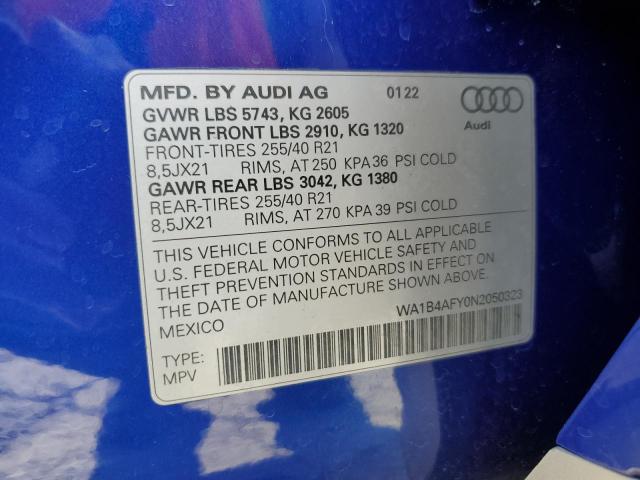 MFD. BY AUDI AG 01 22
GVWR LBS 5743, KG 2605
GAWR FRONT LBS 2910, KG 1320
FRONT-TIRES 255/40 R21
8,5JX21 RIMS, AT 250 KPA 36 PSI COLD
GAWR REAR LBS 3042, KG 1380
REAR-TIRES 255/40 R21
8,5JX21 RIMS, AT 270 KPA 39 PSI COLD
Audi
THIS VEHICLE CONFORMS TO ALL APPLICABLE
U.S. FEDERAL MOTOR VEHICLE SAFETY AND
THEFT PREVENTION STANDARDS IN EFFECT ON
THE DATE OF MANUFACTURE SHOWN ABOVE.
MEXICO
WA1B4AFY0N2050323
TYPE:
MPV